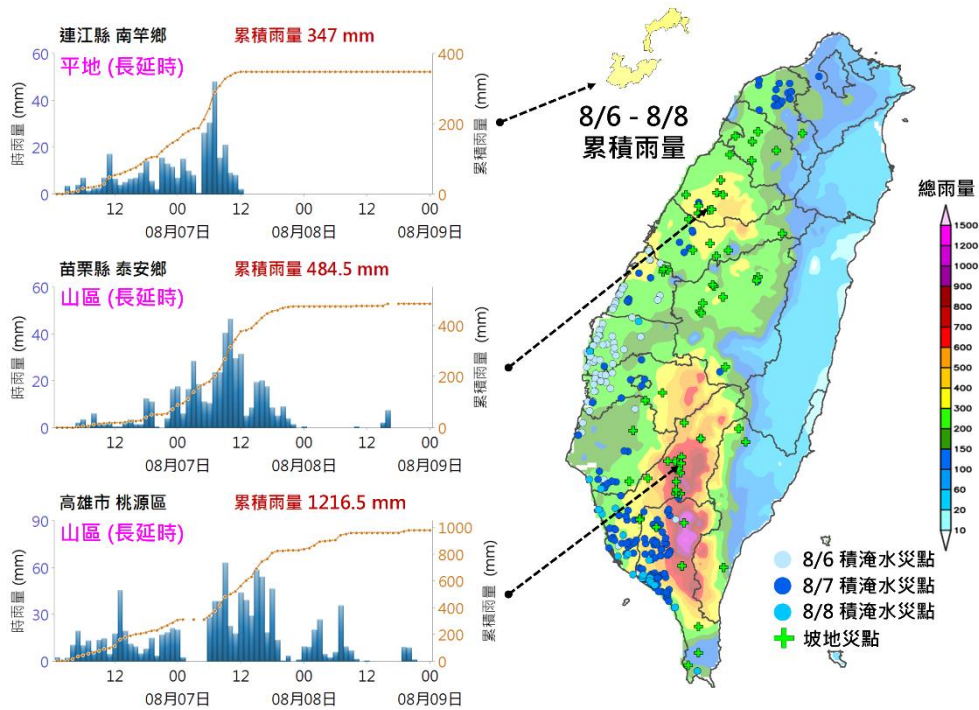 連江縣 南竿鄉
累積雨量 347 mm
平地 (長延時)
時雨量 (mm)
60
40
20
0
累積雨量 (mm)
400
200
0
12
00
12
00
12
00
08月07日
08月08日
08月09日
苗栗縣 泰安鄉
累積雨量 484.5 mm
山區 (長延時)
時雨量 (mm)
60
40
20
0
累積雨量 (mm)
400
200
0
12
00
12
00
12
00
08月07日
08月08日
08月09日
高雄市 桃源區
累積雨量 1216.5 mm
山區 (長延時)
時雨量 (mm)
90
60
30
0
累積雨量 (mm)
1000
800
600
400
200
0
12
00
12
00
12
00
08月07日
08月08日
08月09日
8/6 - 8/8
累積雨量
總雨量
1500
1200
1000
900
800
700
600
500
400
300
200
150
100
60
20
10
8/6 積淹水災點
8/7 積淹水災點
8/8 積淹水災點
坡地災點